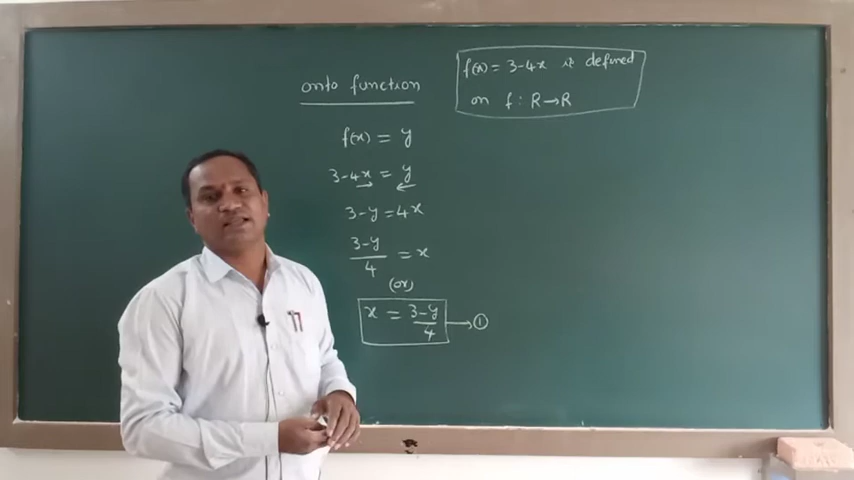 onto function
f(x) = y
3-4x = y
3-y = 4x
3-y/4 = x
(or)
x = 3-y/4 → ①
f(x) = 3-4x is defined
on f : R→R